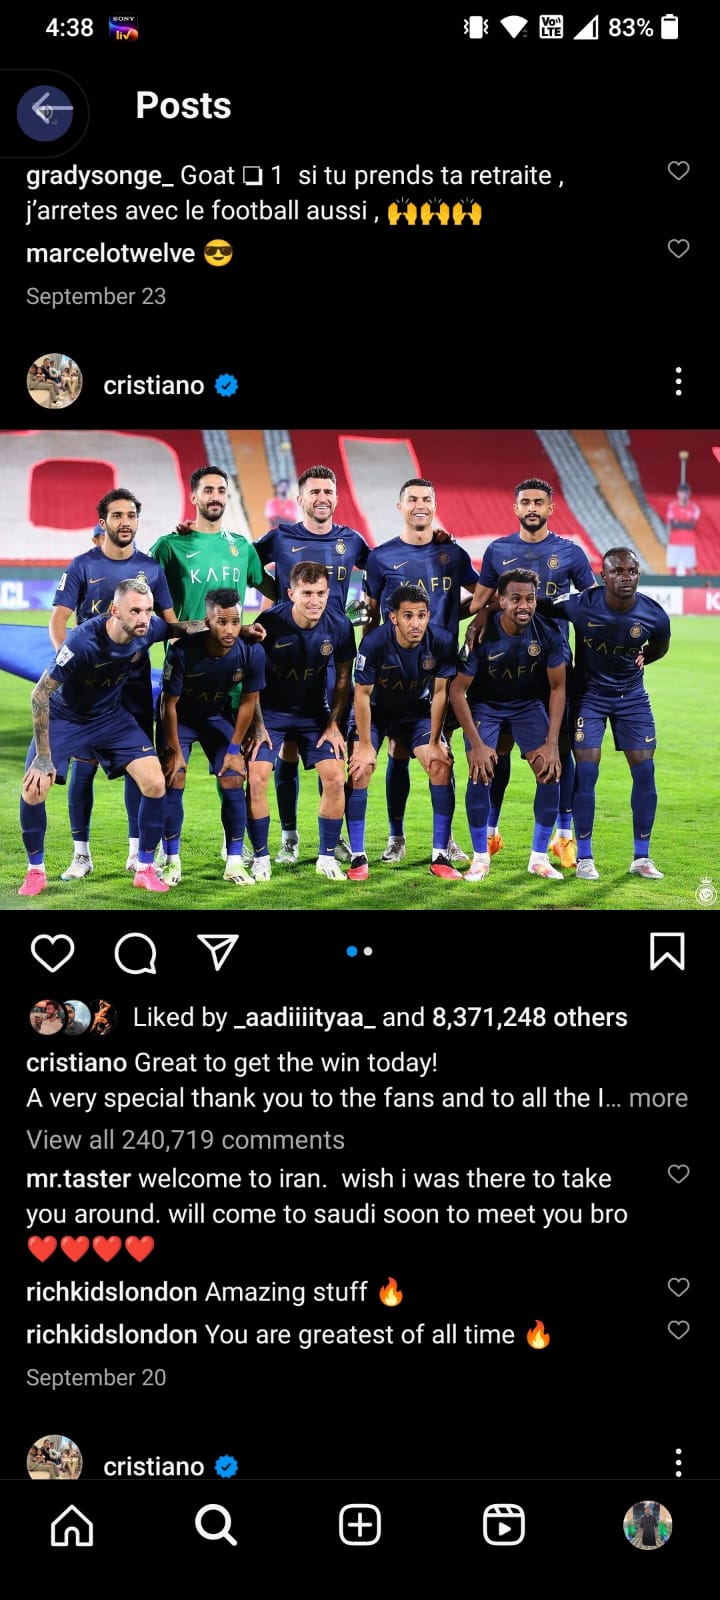 4:38
SONY
liv
Vo))
LTE
83%
Posts
gradysonge_ Goat ❏ 1 si tu prends ta retraite ,
j’arretes avec le football aussi , 🙌🙌🙌
marcelotwelve 😎
September 23
cristiano
KAFD
Liked by _aadiiiityaa_ and 8,371,248 others
cristiano Great to get the win today!
A very special thank you to the fans and to all the I... more
View all 240,719 comments
mr.taster welcome to iran. wish i was there to take
you around. will come to saudi soon to meet you bro
❤️❤️❤️❤️
richkidslondon Amazing stuff 🔥
richkidslondon You are greatest of all time 🔥
September 20
cristiano